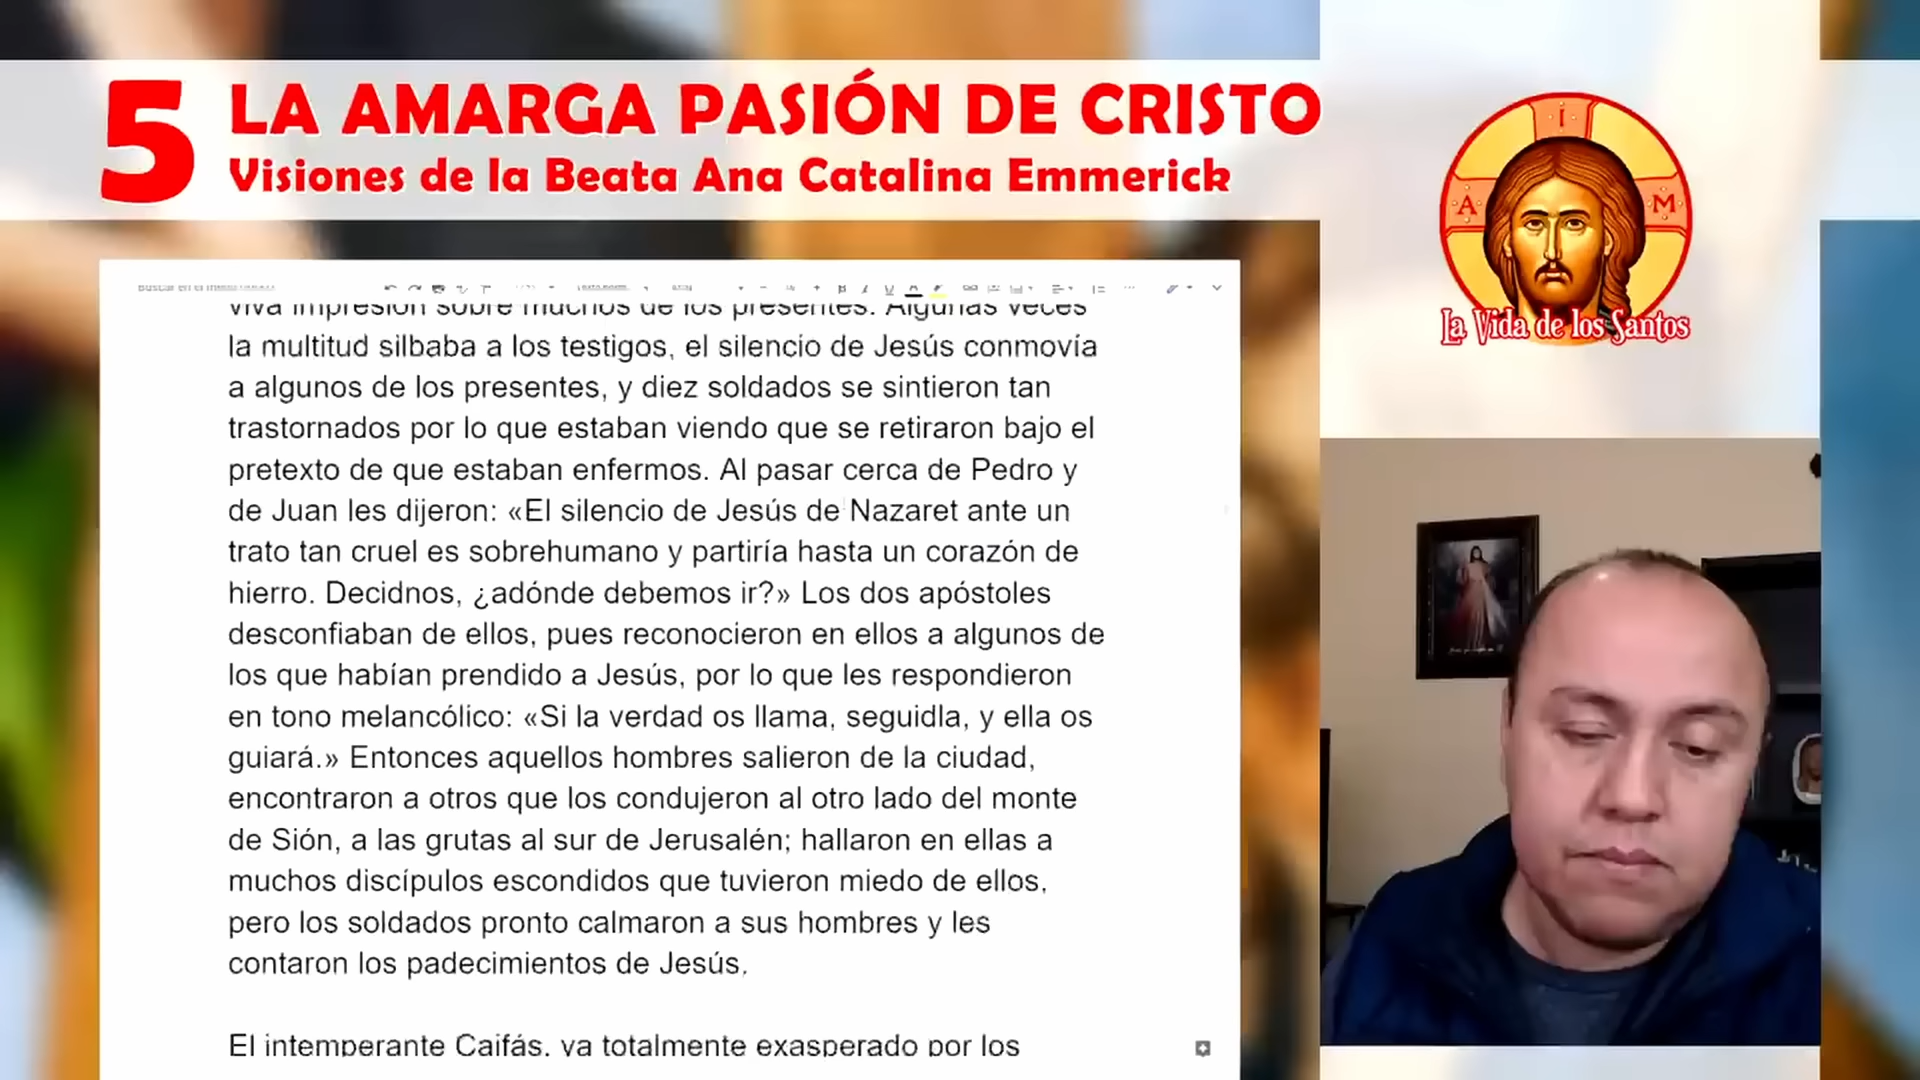 5
LA AMARGA PASIÓN DE CRISTO
Visiones de la Beata Ana Catalina Emmerick
I
A M
La Vida de los Santos
viva impresión sobre muchos de los presentes. Algunas veces
la multitud silbaba a los testigos, el silencio de Jesús conmovía
a algunos de los presentes, y diez soldados se sintieron tan
trastornados por lo que estaban viendo que se retiraron bajo el
pretexto de que estaban enfermos. Al pasar cerca de Pedro y
de Juan les dijeron: «El silencio de Jesús de Nazaret ante un
trato tan cruel es sobrehumano y partiría hasta un corazón de
hierro. Decidnos, ¿adónde debemos ir?» Los dos apóstoles
desconfiaban de ellos, pues reconocieron en ellos a algunos de
los que habían prendido a Jesús, por lo que les respondieron
en tono melancólico: «Si la verdad os llama, seguidla, y ella os
guiará.» Entonces aquellos hombres salieron de la ciudad,
encontraron a otros que los condujeron al otro lado del monte
de Sión, a las grutas al sur de Jerusalén; hallaron en ellas a
muchos discípulos escondidos que tuvieron miedo de ellos,
pero los soldados pronto calmaron a sus hombres y les
contaron los padecimientos de Jesús.
El intemperante Caifás, ya totalmente exasperado por los